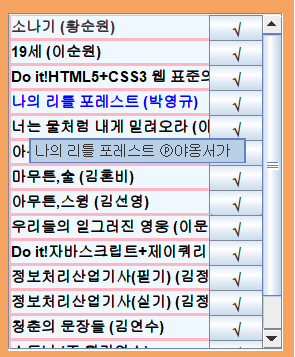 소나기 (황순원) √
19세 (이순원) √
Do it!HTML5+CSS3 웹 표준의 √
나의 리틀 포레스트 (박영규) √
너는 물처럼 내게 밀려오라 (이 √
나의 리틀 포레스트 ⓟ야옹서가
마무튼,술 (김혼비) √
아무튼,스윙 (김선영) √
우리들의 일그러진 영웅 (이문 √
Do it!자바스크립트+제이쿼리 √
정보처리산업기사(필기) (김정 √
정보처리산업기사(실기) (김정 √
청춘의 문장들 (김연수) √